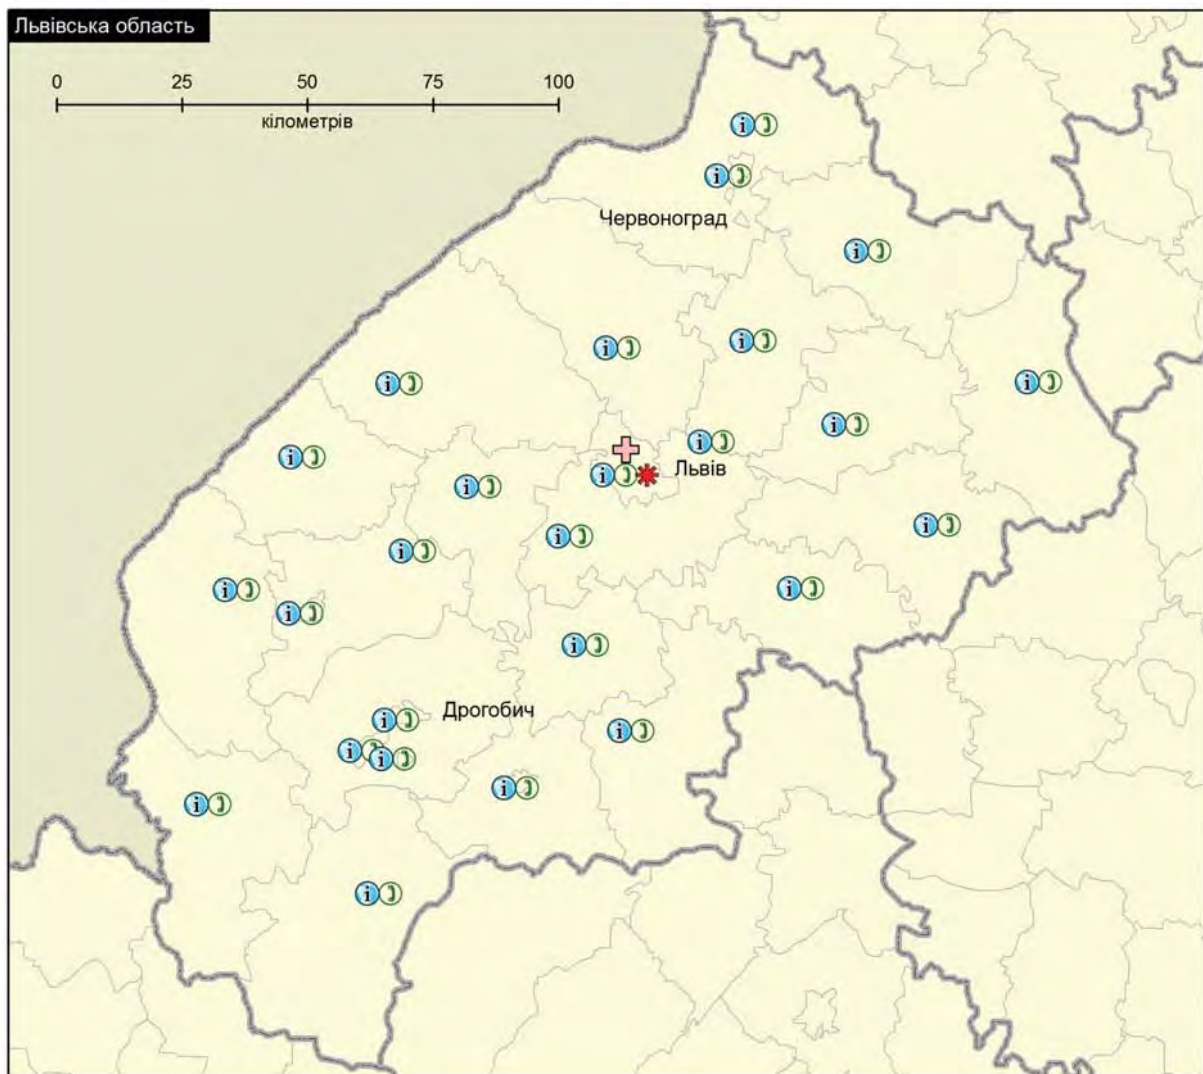 Львівська область
0 25 50 75 100
кілометрів
Червоноград
Львів
Дрогобич